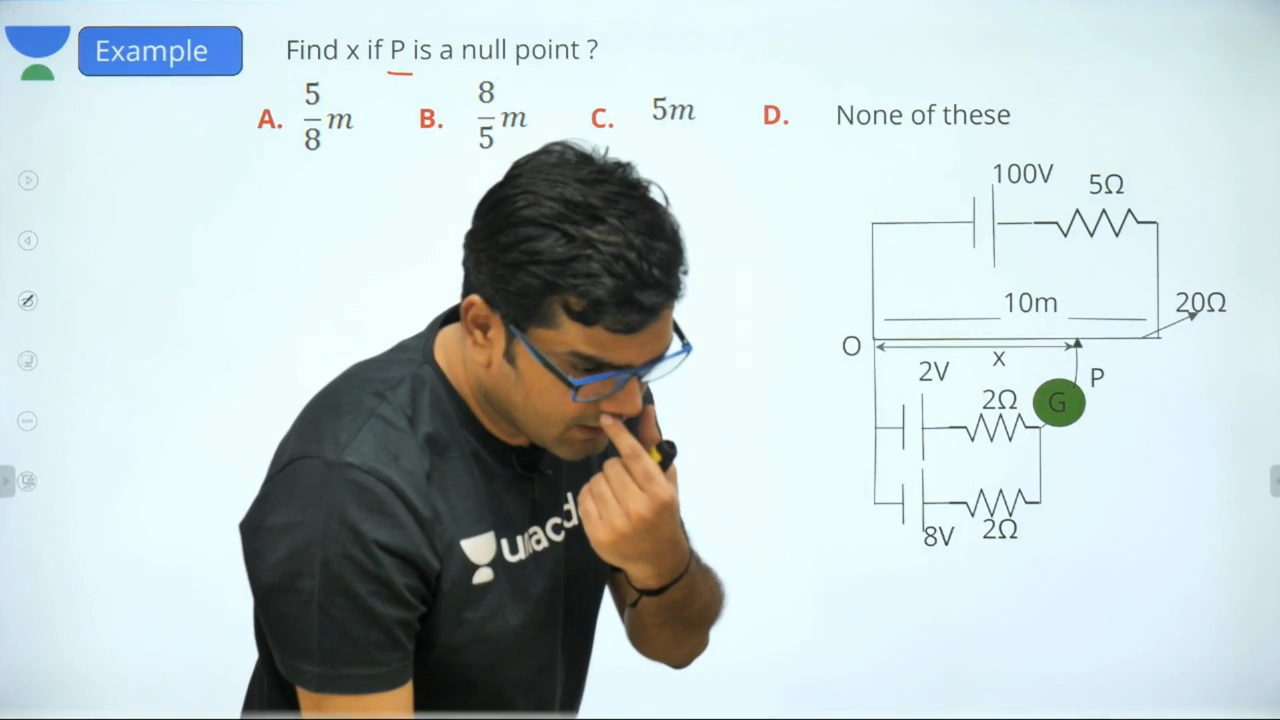 Example
Find x if P is a null point ?
A. 5/8 m B. 8/5 m C. 5m D. None of these
100V
5Ω
10m
20Ω
O
x
P
2V
2Ω
G
8V
2Ω